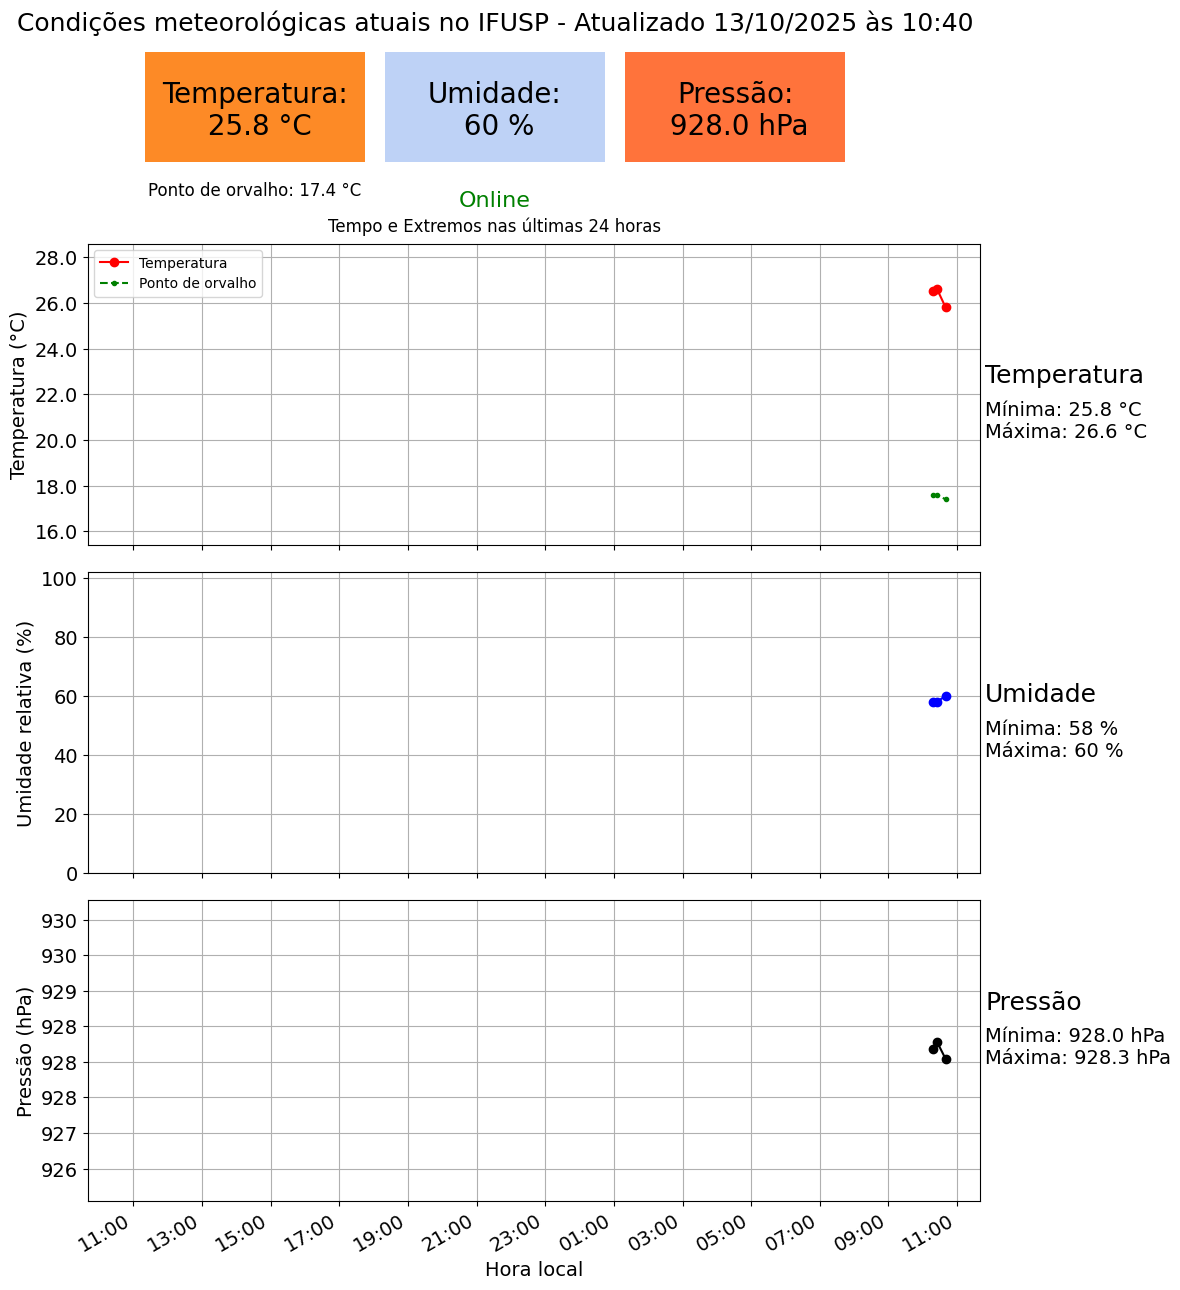 Condições meteorológicas atuais no IFUSP - Atualizado 13/10/2025 às 10:40
Temperatura:
25.8 °C
Umidade:
60 %
Pressão:
928.0 hPa
Ponto de orvalho: 17.4 °C
Online
Tempo e Extremos nas últimas 24 horas
Temperatura (°C)
28.0
26.0
24.0
22.0
20.0
18.0
16.0
Temperatura
Ponto de orvalho
Temperatura
Mínima: 25.8 °C
Máxima: 26.6 °C
Umidade relativa (%)
100
80
60
40
20
0
Umidade
Mínima: 58 %
Máxima: 60 %
Pressão (hPa)
930
930
929
928
928
928
927
926
Pressão
Mínima: 928.0 hPa
Máxima: 928.3 hPa
11:00
13:00
15:00
17:00
19:00
21:00
23:00
01:00
03:00
05:00
07:00
09:00
11:00
Hora local